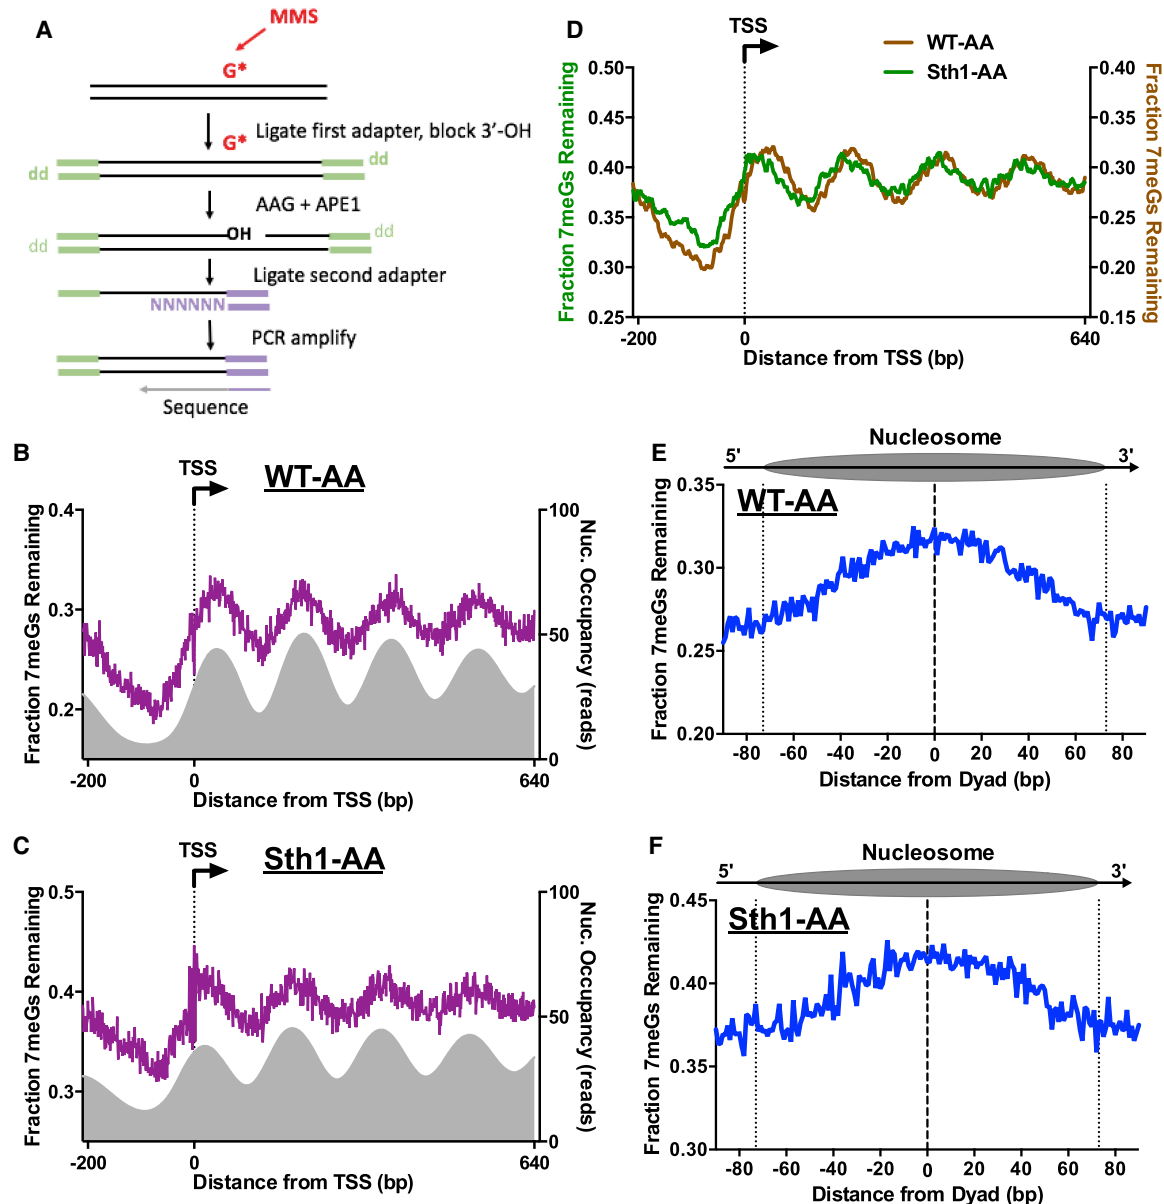 A
MMS
G*
Ligate first adapter, block 3’-OH
G*
dd
dd
AAG + APE1
OH
dd
dd
Ligate second adapter
NNNNNN
PCR amplify
Sequence
B
WT-AA
TSS
Fraction 7meGs Remaining
0.4
0.3
0.2
100
50
0
Nuc. Occupancy (reads)
-200
0
640
Distance from TSS (bp)
C
Sth1-AA
TSS
Fraction 7meGs Remaining
0.5
0.4
0.3
100
50
0
Nuc. Occupancy (reads)
-200
0
640
Distance from TSS (bp)
D
TSS
WT-AA
Sth1-AA
Fraction 7meGs Remaining
0.50
0.45
0.40
0.35
0.30
0.25
0.40
0.35
0.30
0.25
0.20
0.15
Fraction 7meGs Remaining
-200
0
640
Distance from TSS (bp)
E
Nucleosome
5'
3'
WT-AA
Fraction 7meGs Remaining
0.35
0.30
0.25
0.20
-80
-60
-40
-20
0
20
40
60
80
Distance from Dyad (bp)
F
Nucleosome
5'
3'
Sth1-AA
Fraction 7meGs Remaining
0.45
0.40
0.35
0.30
-80
-60
-40
-20
0
20
40
60
80
Distance from Dyad (bp)